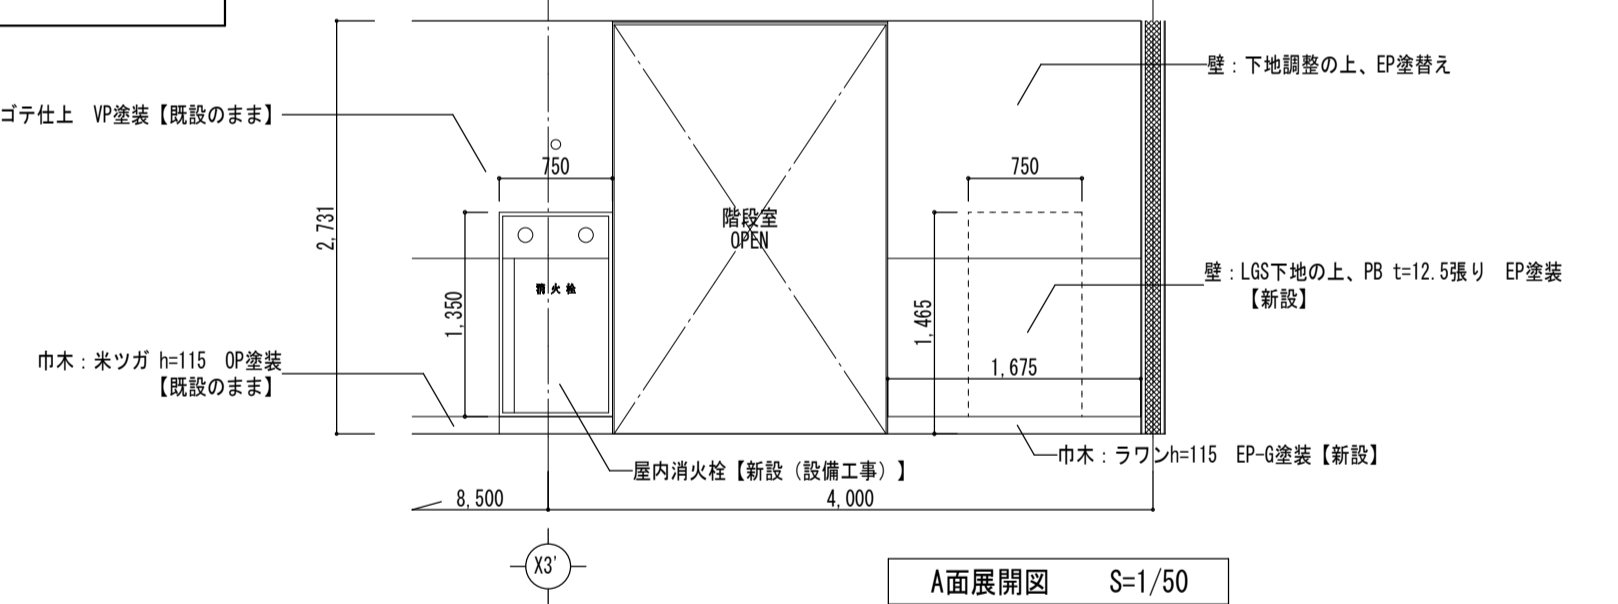 壁：下地調整の上、EP塗替え
ゴテ仕上　VP塗装【既設のまま】
750
750
2,731
階段室
OPEN
消火栓
壁：LGS下地の上、PB t=12.5張り　EP塗装
【新設】
1,350
1,465
巾木：米ツガ h=115　OP塗装
【既設のまま】
1,675
巾木：ラワンh=115　EP-G塗装【新設】
屋内消火栓【新設（設備工事）】
8,500
4,000
X3'
A面展開図　S=1/50